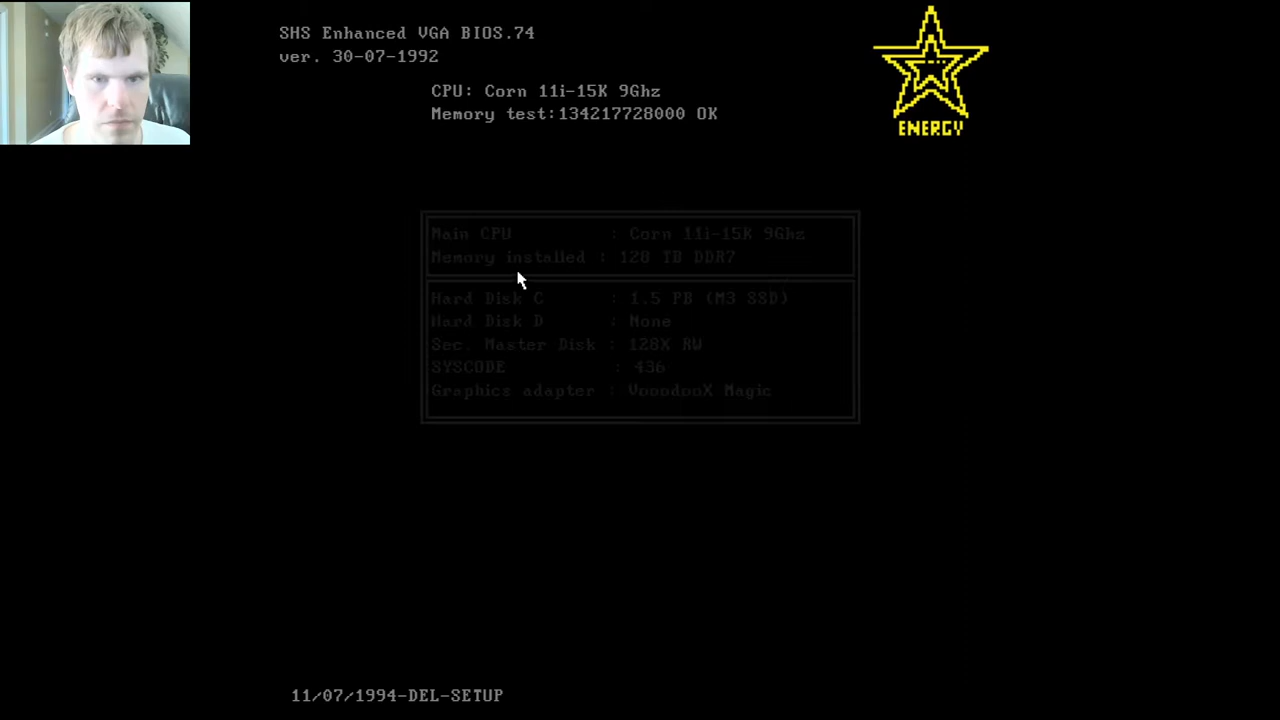 SHS Enhanced VGA BIOS.74
ver. 30-07-1992
CPU: Corn 11i-15K 9Ghz
Memory test:134217728000 OK
ENERGY
Main CPU : Corn 11i-15K 9Ghz
Memory installed : 128 TB DDR7
Hard Disk C : 1.5 PB (M3 SSD)
Hard Disk D : None
Sec. Master Disk : 128X RW
SYSCODE : 436
Graphics adapter : VoodooX Magic
11/07/1994-DEL-SETUP